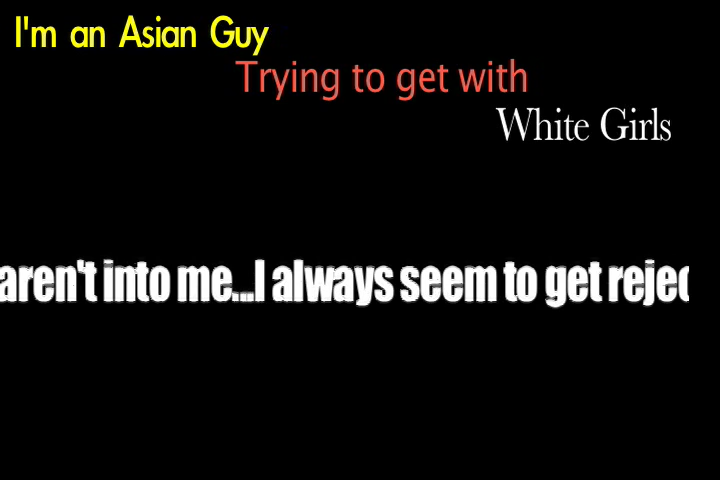 I'm an Asian Guy
Trying to get with
White Girls
aren't into me...I always seem to get rejec